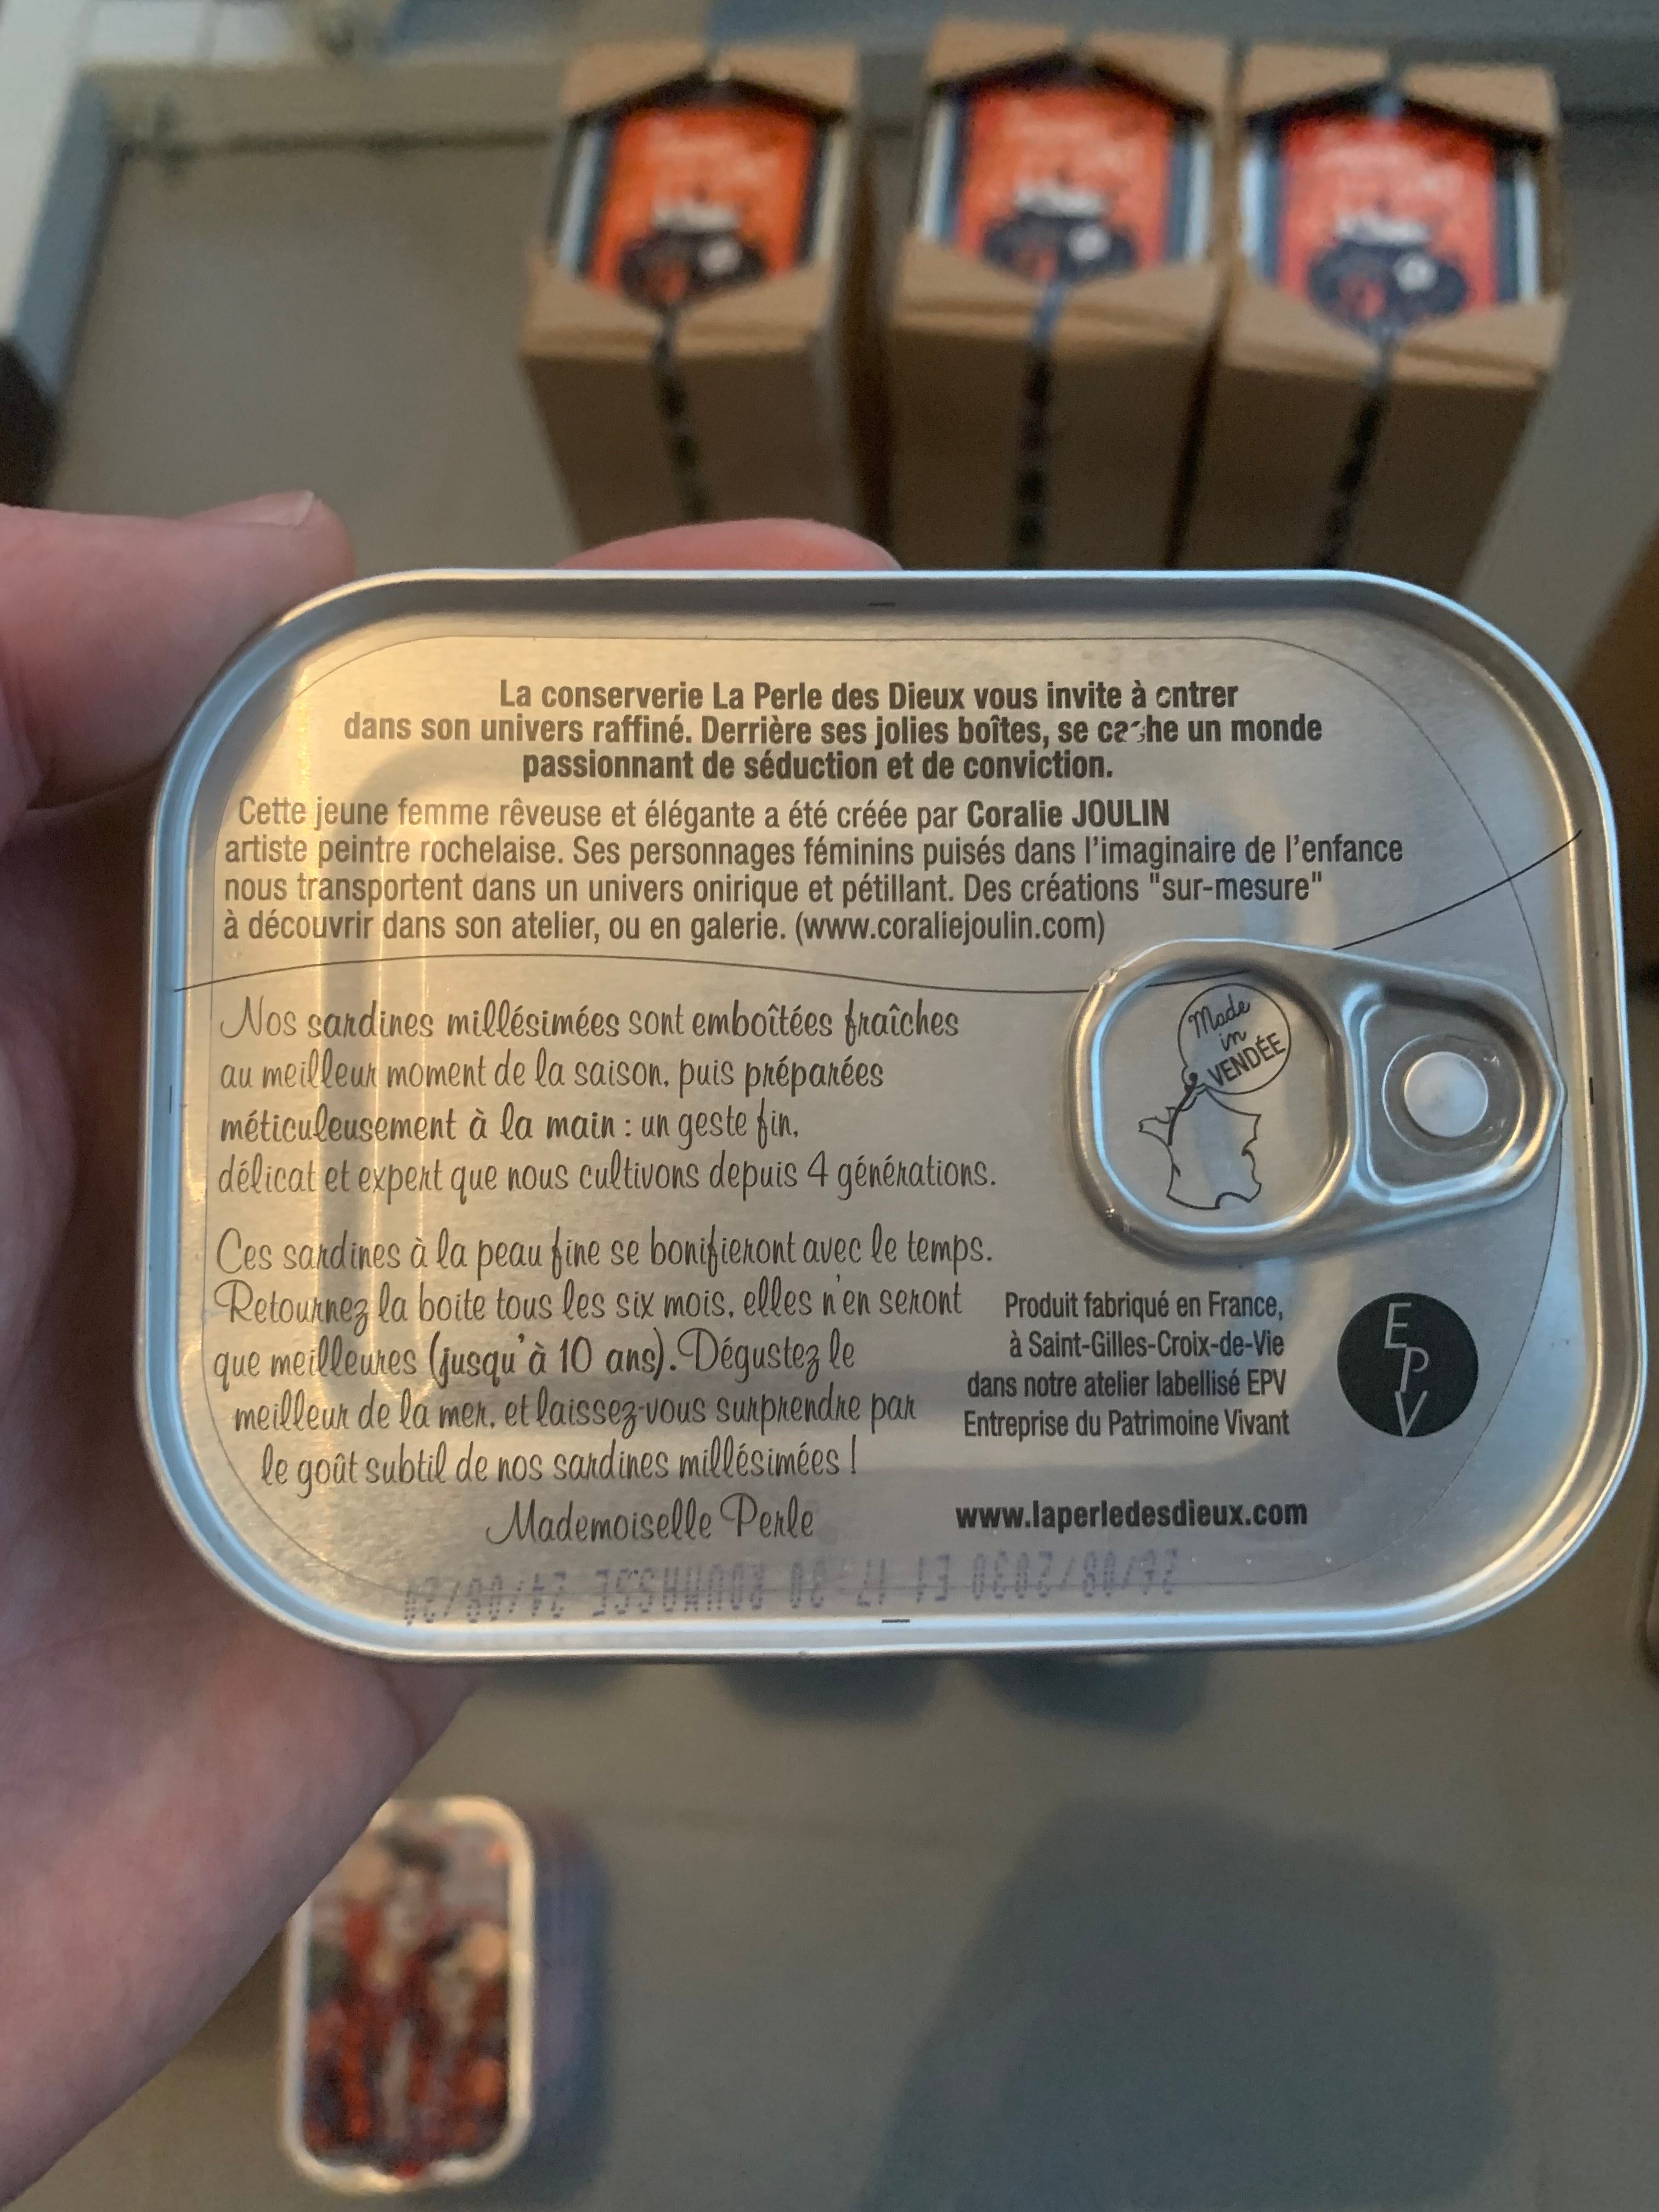 La conserverie La Perle des Dieux vous invite à entrer
dans son univers raffiné. Derrière ses jolies boîtes, se cache un monde
passionnant de séduction et de conviction.
Cette jeune femme rêveuse et élégante a été créée par Coralie JOULIN
artiste peintre rochelaise. Ses personnages féminins puisés dans l'imaginaire de l'enfance
nous transportent dans un univers onirique et pétillant. Des créations "sur-mesure"
à découvrir dans son atelier, ou en galerie. (www.coraliejoulin.com)
Nos sardines millésimées sont emboîtées fraîches
au meilleur moment de la saison, puis préparées
méticuleusement à la main : un geste fin,
délicat et expert que nous cultivons depuis 4 générations.
Made
in
VENDÉE
Ces sardines à la peau fine se bonifieront avec le temps.
Retournez la boite tous les six mois, elles n'en seront
que meilleures (jusqu'à 10 ans). Dégustez le
meilleur de la mer, et laissez-vous surprendre par
le goût subtil de nos sardines millésimées !
Mademoiselle Perle
Produit fabriqué en France,
à Saint-Gilles-Croix-de-Vie
dans notre atelier labellisé EPV
Entreprise du Patrimoine Vivant
E
P
V
www.laperledesdieux.com